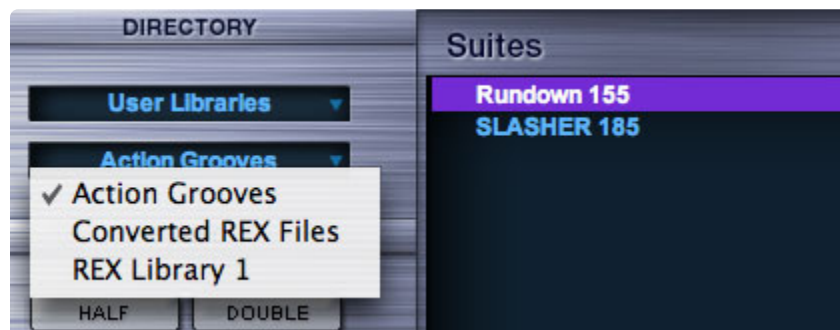 DIRECTORY
User Libraries
Action Grooves
Action Grooves
Converted REX Files
REX Library 1
HALF
DOUBLE
Suites
Rundown 155
SLASHER 185